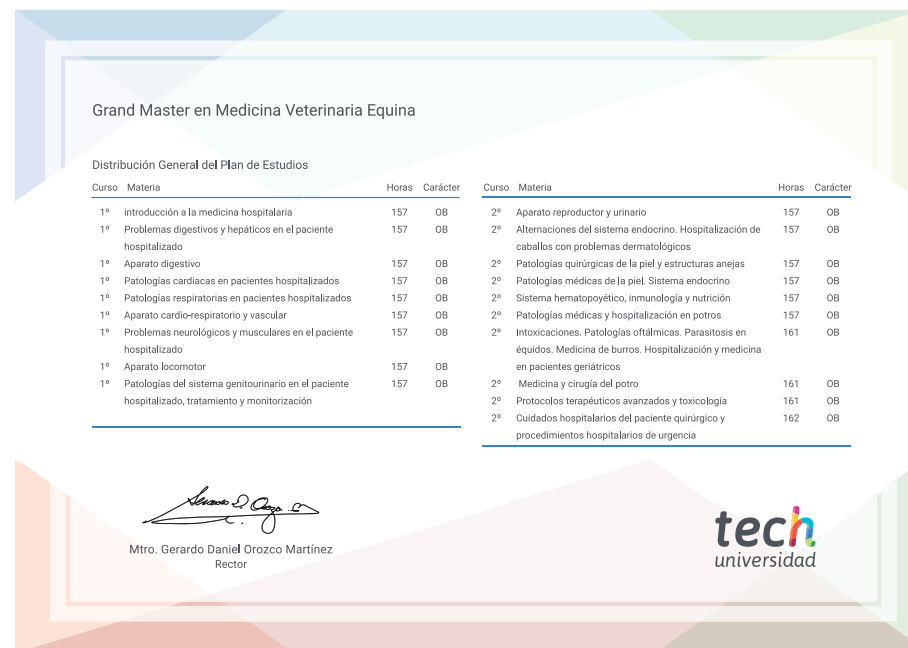 Grand Master en Medicina Veterinaria Equina
Distribución General del Plan de Estudios
Curso Materia Horas Carácter
1º introducción a la medicina hospitalaria 157 OB
1º Problemas digestivos y hepáticos en el paciente 157 OB
hospitalizado
1º Aparato digestivo 157 OB
1º Patologías cardiacas en pacientes hospitalizados 157 OB
1º Patologías respiratorias en pacientes hospitalizados 157 OB
1º Aparato cardio-respiratorio y vascular 157 OB
1º Problemas neurológicos y musculares en el paciente 157 OB
hospitalizado
1º Aparato locomotor 157 OB
1º Patologías del sistema genitourinario en el paciente 157 OB
hospitalizado, tratamiento y monitorización
Curso Materia Horas Carácter
2º Aparato reproductor y urinario 157 OB
2º Alternaciones del sistema endocrino. Hospitalización de 157 OB
caballos con problemas dermatológicos
2º Patologías quirúrgicas de la piel y estructuras anejas 157 OB
2º Patologías médicas de la piel. Sistema endocrino 157 OB
2º Sistema hematopoyético, inmunología y nutrición 157 OB
2º Patologías médicas y hospitalización en potros 157 OB
2º Intoxicaciones. Patologías oftálmicas. Parasitosis en 161 OB
équidos. Medicina de burros. Hospitalización y medicina
en pacientes geriátricos
2º Medicina y cirugía del potro 161 OB
2º Protocolos terapéuticos avanzados y toxicología 161 OB
2º Cuidados hospitalarios del paciente quirúrgico y 162 OB
procedimientos hospitalarios de urgencia
Mtro. Gerardo Daniel Orozco Martínez
Rector
tech
universidad